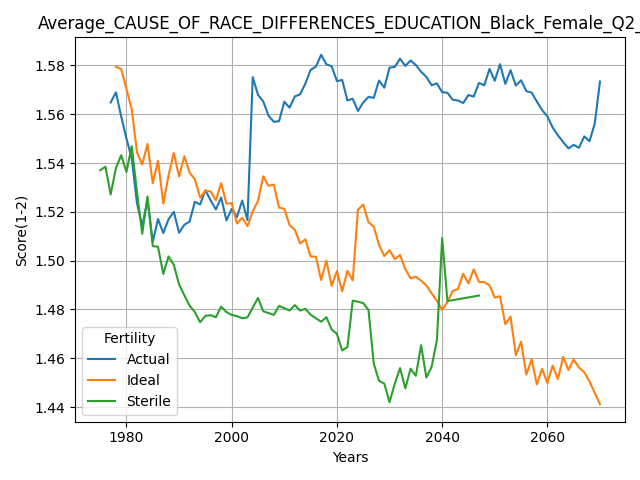 Average_CAUSE_OF_RACE_DIFFERENCES_EDUCATION_Black_Female_Q2_
1.58
1.56
1.54
1.52
1.50
1.48
1.46
1.44
Score(1-2)
Fertility
Actual
Ideal
Sterile
1980 2000 2020 2040 2060
Years